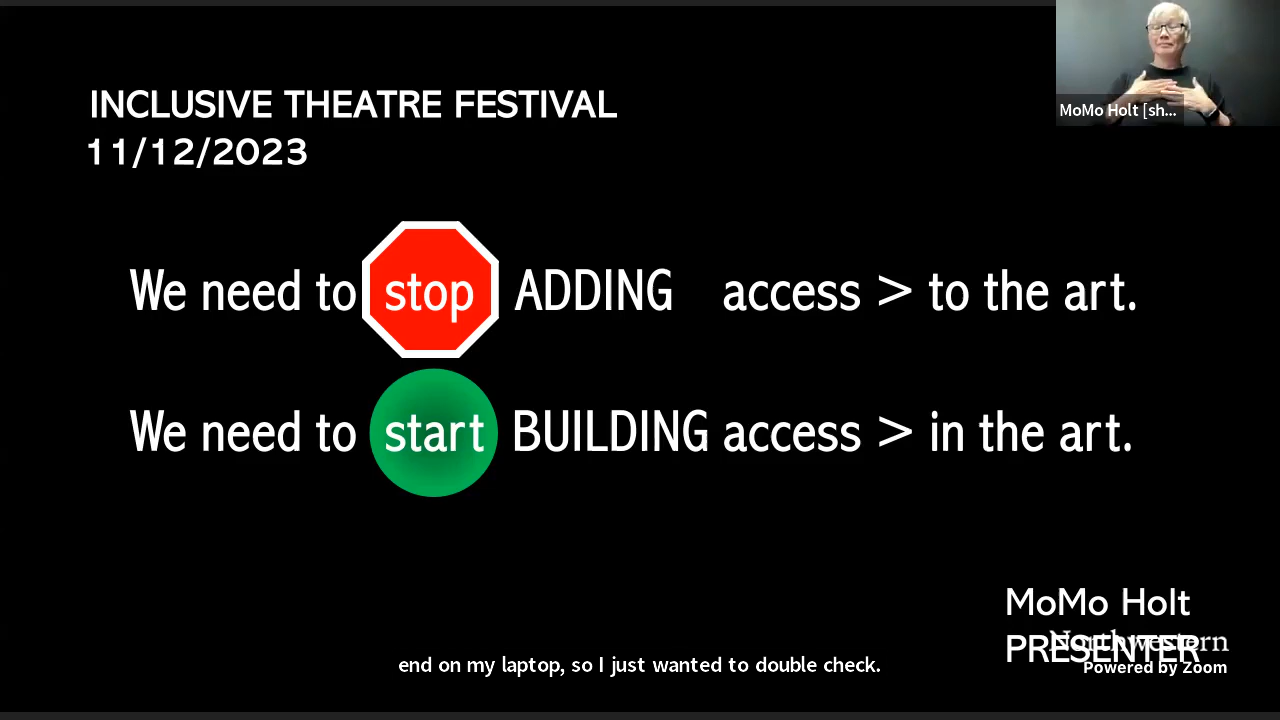 MoMo Holt [sh...
INCLUSIVE THEATRE FESTIVAL
11/12/2023
We need to stop ADDING access > to the art.
We need to start BUILDING access > in the art.
MoMo Holt
PRESENTER
Northwestern
Powered by Zoom
end on my laptop, so I just wanted to double check.